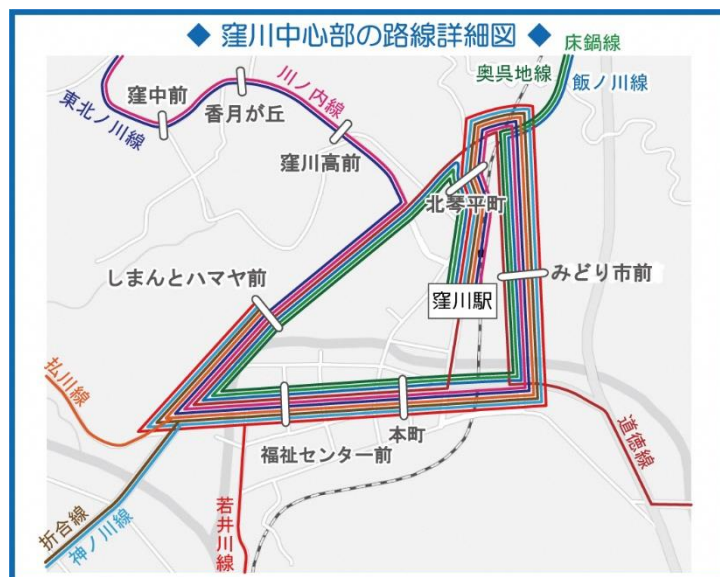 ◆ 窪川中心部の路線詳細図 ◆
床鍋線
奥呉地線
飯ノ川線
窪中前
川ノ内線
香月が丘
東北ノ川線
窪川高前
北琴平町
しまんとハマヤ前
みどり市前
窪川駅
払川線
本町
福祉センター前
道徳線
若井川線
折合線
神ノ川線